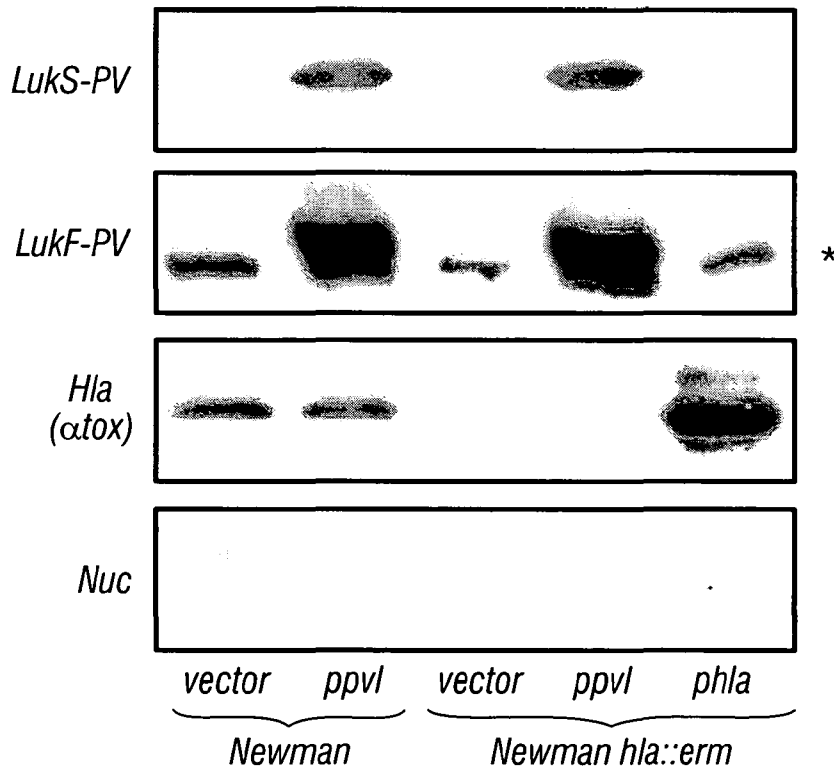 LukS-PV
LukF-PV
*
Hla
(αtox)
Nuc
vector ppvl vector ppvl phla
Newman Newman hla::erm